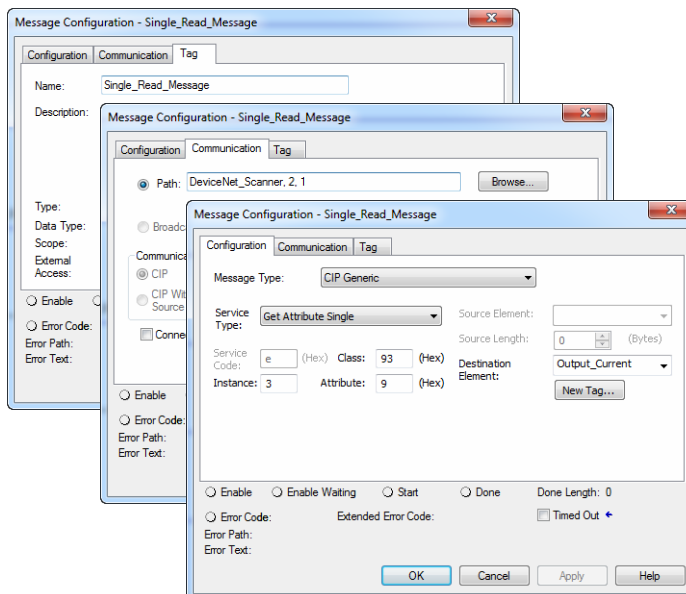 Message Configuration - Single_Read_Message
Configuration Communication Tag
Name: Single_Read_Message
Description:
Type:
Data Type:
Scope:
External
Access:
Enable
Error Code:
Error Path:
Error Text:
Message Configuration - Single_Read_Message
Configuration Communication Tag
Path: DeviceNet_Scanner, 2, 1 Browse...
CIP
Source
Enable
Error Code:
Error Path:
Error Text:
Message Configuration - Single_Read_Message
Configuration Communication Tag
Message Type: CIP Generic
Service
Type: Get Attribute Single Source Element:
Source Length: 0 (Bytes)
Service
Code: e (Hex) Class: 93 (Hex) Destination
Element: Output_Current
Instance: 3 Attribute: 9 (Hex) New Tag...
Enable Enable Waiting Start Done Done Length: 0
Error Code: Extended Error Code: Timed Out
Error Path:
Error Text:
OK Cancel Apply Help